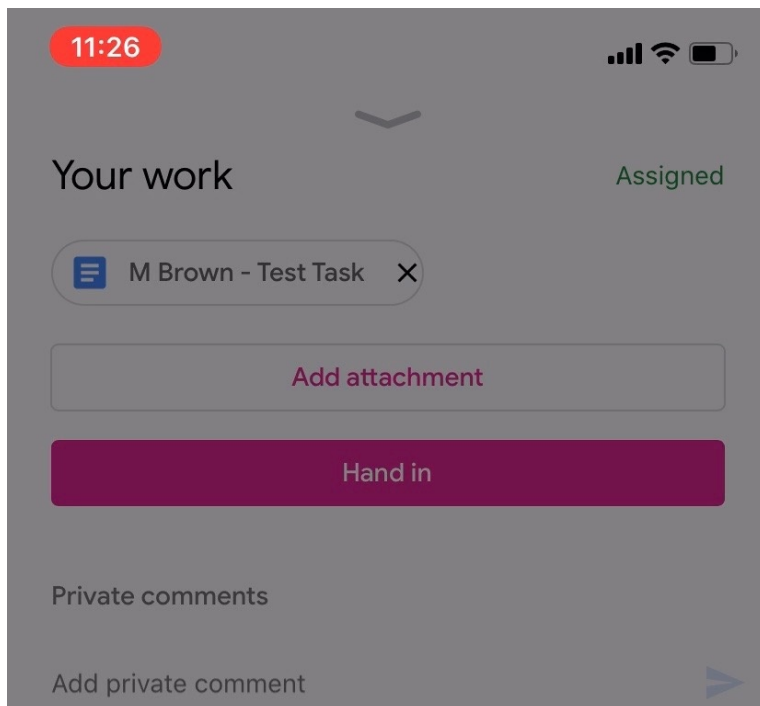 11:26
Your work
Assigned
M Brown - Test Task
Add attachment
Hand in
Private comments
Add private comment